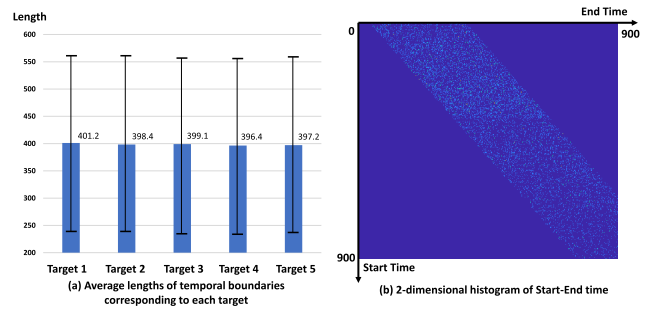 Length
600
550
500
450
400
350
300
250
200
401.2
398.4
399.1
396.4
397.2
Target 1 Target 2 Target 3 Target 4 Target 5
(a) Average lengths of temporal boundaries
corresponding to each target
End Time
0
900
900
Start Time
(b) 2-dimensional histogram of Start-End time